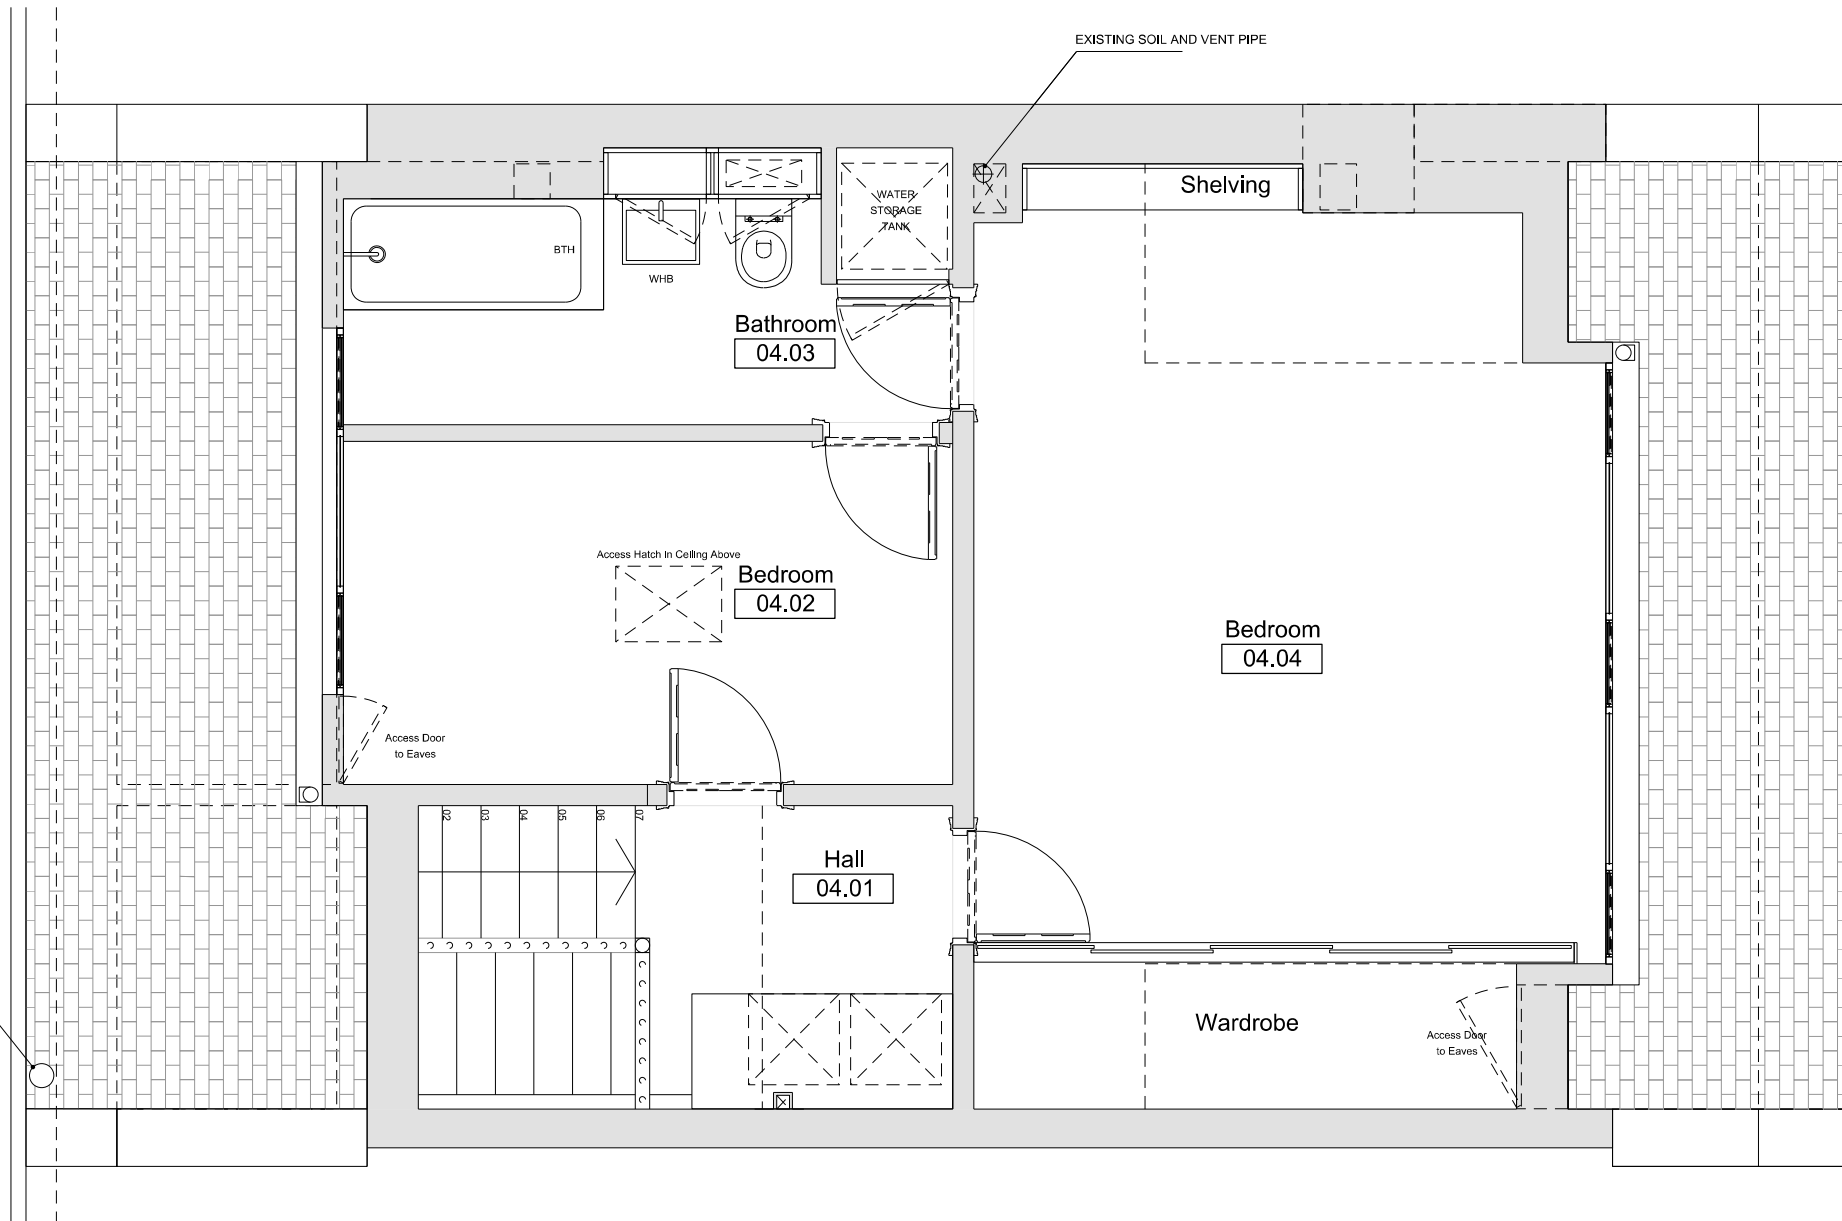 EXISTING SOIL AND VENT PIPE
Shelving
WATER
STORAGE
TANK
BTH
WHB
Bathroom
04.03
Access Hatch In Ceiling Above
Bedroom
04.02
Bedroom
04.04
Access Door
to Eaves
02
03
04
05
06
07
Hall
04.01
Wardrobe
Access Door
to Eaves